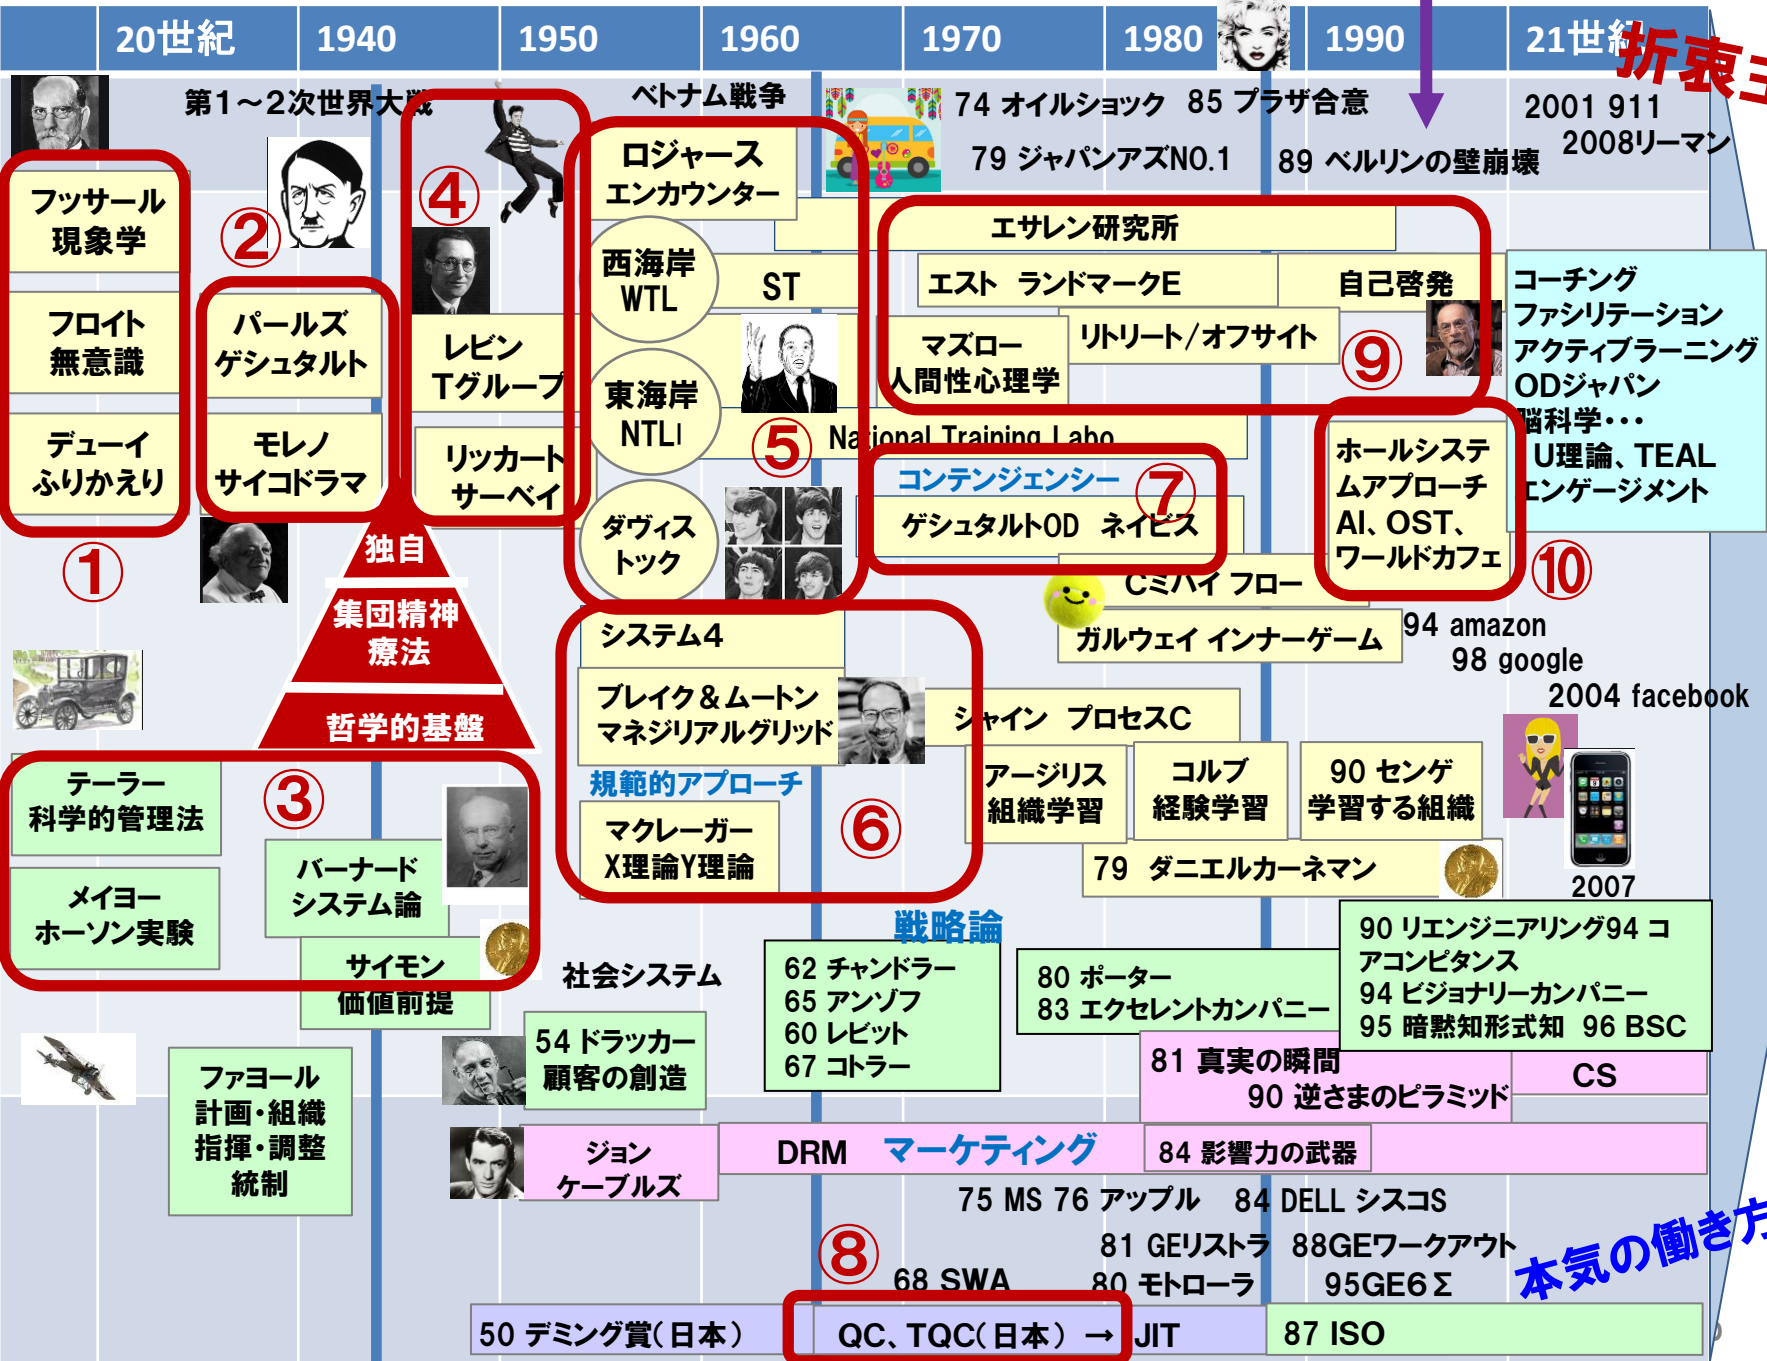 20世紀
1940
1950
1960
1970
1980
1990
21世紀
折衷ヨ
第1~2次世界大戦
ベトナム戦争
74 オイルショック
85 プラザ合意
79 ジャパンアズNO.1
89 ベルリンの壁崩壊
2001 911
2008リーマン
①
フッサール
現象学
フロイト
無意識
デューイ
ふりかえり
②
パールズ
ゲシュタルト
モレノ
サイコドラマ
独自
集団精神
療法
哲学的基盤
④
レビン
Tグループ
リッカート
サーベイ
ロジャース
エンカウンター
西海岸
WTL
ST
東海岸
NTLI
⑤
National Training Labo
ダヴィス
トック
エサレン研究所
エスト ランドマークE
自己啓発
マズロー
人間性心理学
リトリート/オフサイト
⑨
コンテンジェンシー
⑦
ゲシュタルトOD ネイビス
ホールシステ
ムアプローチ
AI、OST、
ワールドカフェ
⑩
コーチング
ファシリテーション
アクティブラーニング
ODジャパン
脳科学・・・
U理論、TEAL
エンゲージメント
Cミハイ フロー
ガルウェイ インナーゲーム
94 amazon
98 google
2004 facebook
2007
システム4
ブレイク&ムートン
マネジリアルグリッド
規範的アプローチ
マクレーガー
X理論Y理論
⑥
シャイン プロセスC
アージリス
組織学習
コルブ
経験学習
90 センゲ
学習する組織
79 ダニエルカーネマン
③
テーラー
科学的管理法
メイヨー
ホーソン実験
バーナード
システム論
サイモン
価値前提
ファヨール
計画・組織
指揮・調整
統制
社会システム
54 ドラッカー
顧客の創造
戦略論
62 チャンドラー
65 アンゾフ
60 レビット
67 コトラー
80 ポーター
83 エクセレントカンパニー
90 リエンジニアリング94 コ
アコンピタンス
94 ビジョナリーカンパニー
95 暗黙知形式知 96 BSC
81 真実の瞬間
90 逆さまのピラミッド
CS
ジョン
ケーブルズ
DRM
マーケティング
84 影響力の武器
75 MS 76 アップル
84 DELL シスコS
81 GEリストラ
88GEワークアウト
68 SWA
80 モトローラ
95GE6Σ
本気の働き方
⑧
50 デミング賞(日本)
QC、TQC(日本) → JIT
87 ISO